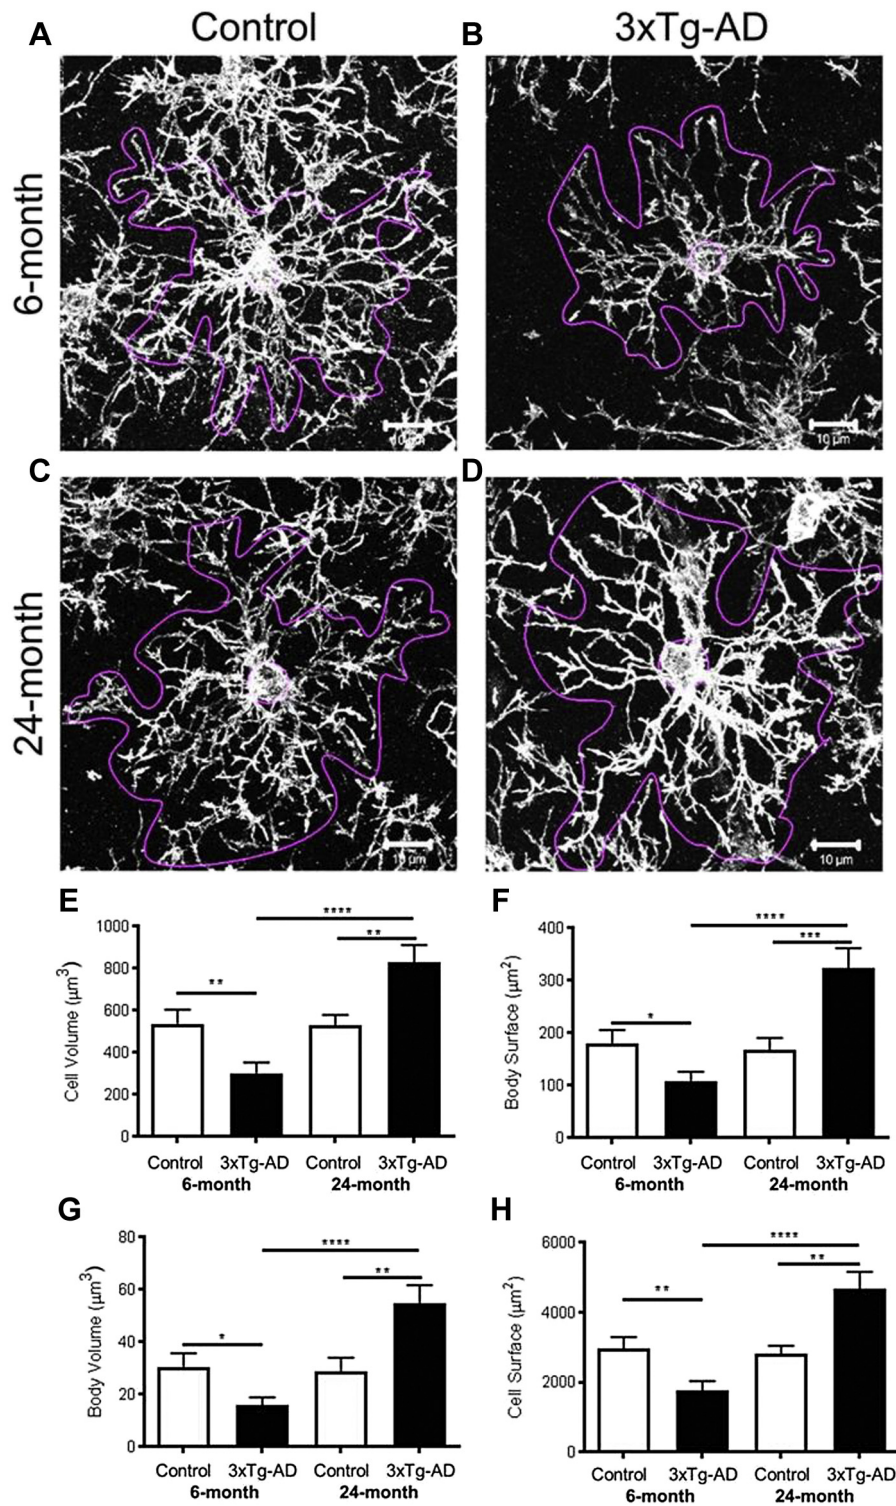 A Control B 3xTg-AD
6-month
10 µm
10 µm
C D
24-month
10 µm
10 µm
E
Cell Volume (µm³)
1000
800
600
400
200
0
**
****
**
Control 3xTg-AD Control 3xTg-AD
6-month 24-month
F
Body Surface (µm²)
400
300
200
100
0
*
****
***
Control 3xTg-AD Control 3xTg-AD
6-month 24-month
G
Body Volume (µm³)
80
60
40
20
0
*
****
**
Control 3xTg-AD Control 3xTg-AD
6-month 24-month
H
Cell Surface (µm²)
6000
4000
2000
0
**
****
**
Control 3xTg-AD Control 3xTg-AD
6-month 24-month